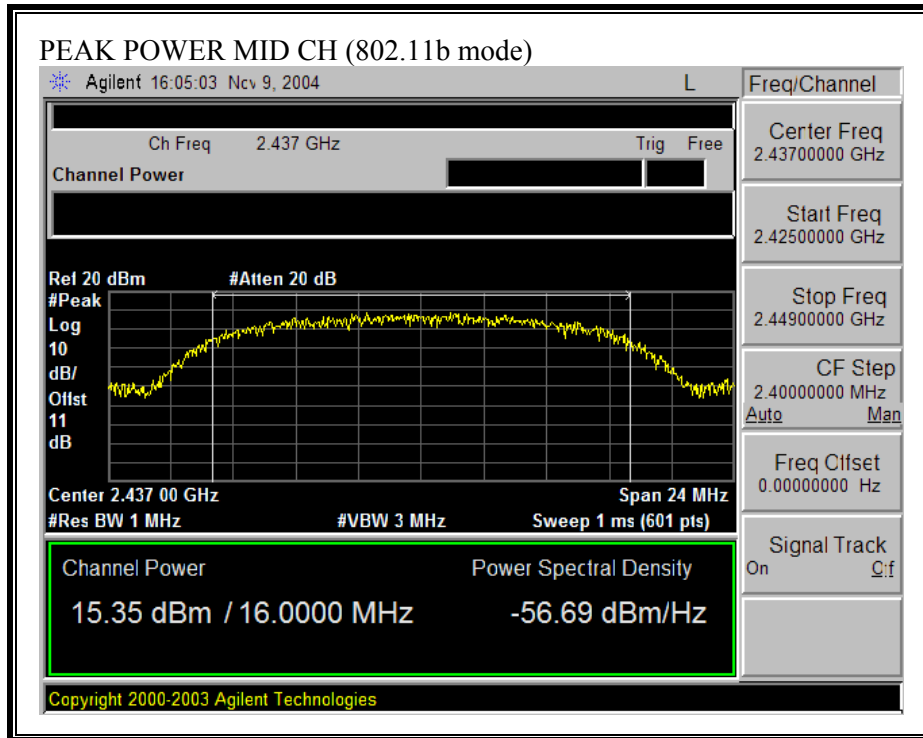 PEAK POWER MID CH (802.11b mode)
Agilent 16:05:03 Nov 9, 2004 L
Freq/Channel
Ch Freq 2.437 GHz Trig Free
Channel Power
Center Freq
2.43700000 GHz
Start Freq
2.42500000 GHz
Stop Freq
2.44900000 GHz
CF Step
2.40000000 MHz
Auto Man
Freq Offset
0.00000000 Hz
Signal Track
On Off
Ref 20 dBm #Atten 20 dB
#Peak
Log
10
dB/
Offst
11
dB
Center 2.437 00 GHz Span 24 MHz
#Res BW 1 MHz #VBW 3 MHz Sweep 1 ms (601 pts)
Channel Power Power Spectral Density
15.35 dBm / 16.0000 MHz -56.69 dBm/Hz
Copyright 2000-2003 Agilent Technologies